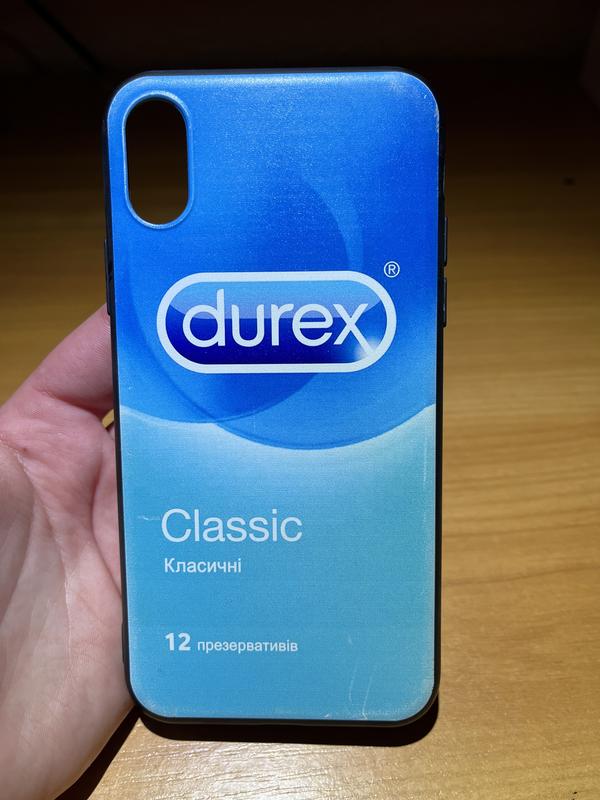 ®
durex
Classic
Класичні
12 презервативів